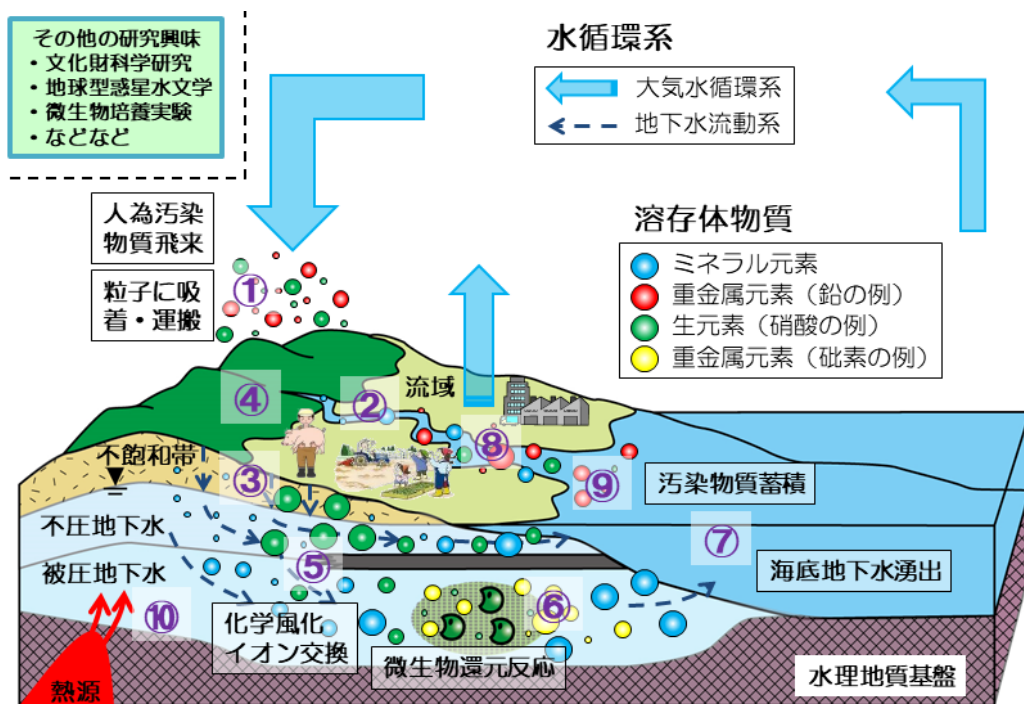 その他の研究興味
・文化財科学研究
・地球型惑星水文学
・微生物培養実験
・などなど
水循環系
大気水循環系
地下水流動系
人為汚染
物質飛来
粒子に吸
着・運搬
溶存体物質
ミネラル元素
重金属元素（鉛の例）
生元素（硝酸の例）
重金属元素（砒素の例）
①
流域
④
②
⑧
不飽和帯
③
⑨
汚染物質蓄積
不圧地下水
⑦
⑤
海底地下水湧出
被圧地下水
⑩
⑥
化学風化
イオン交換
微生物還元反応
水理地質基盤
熱源